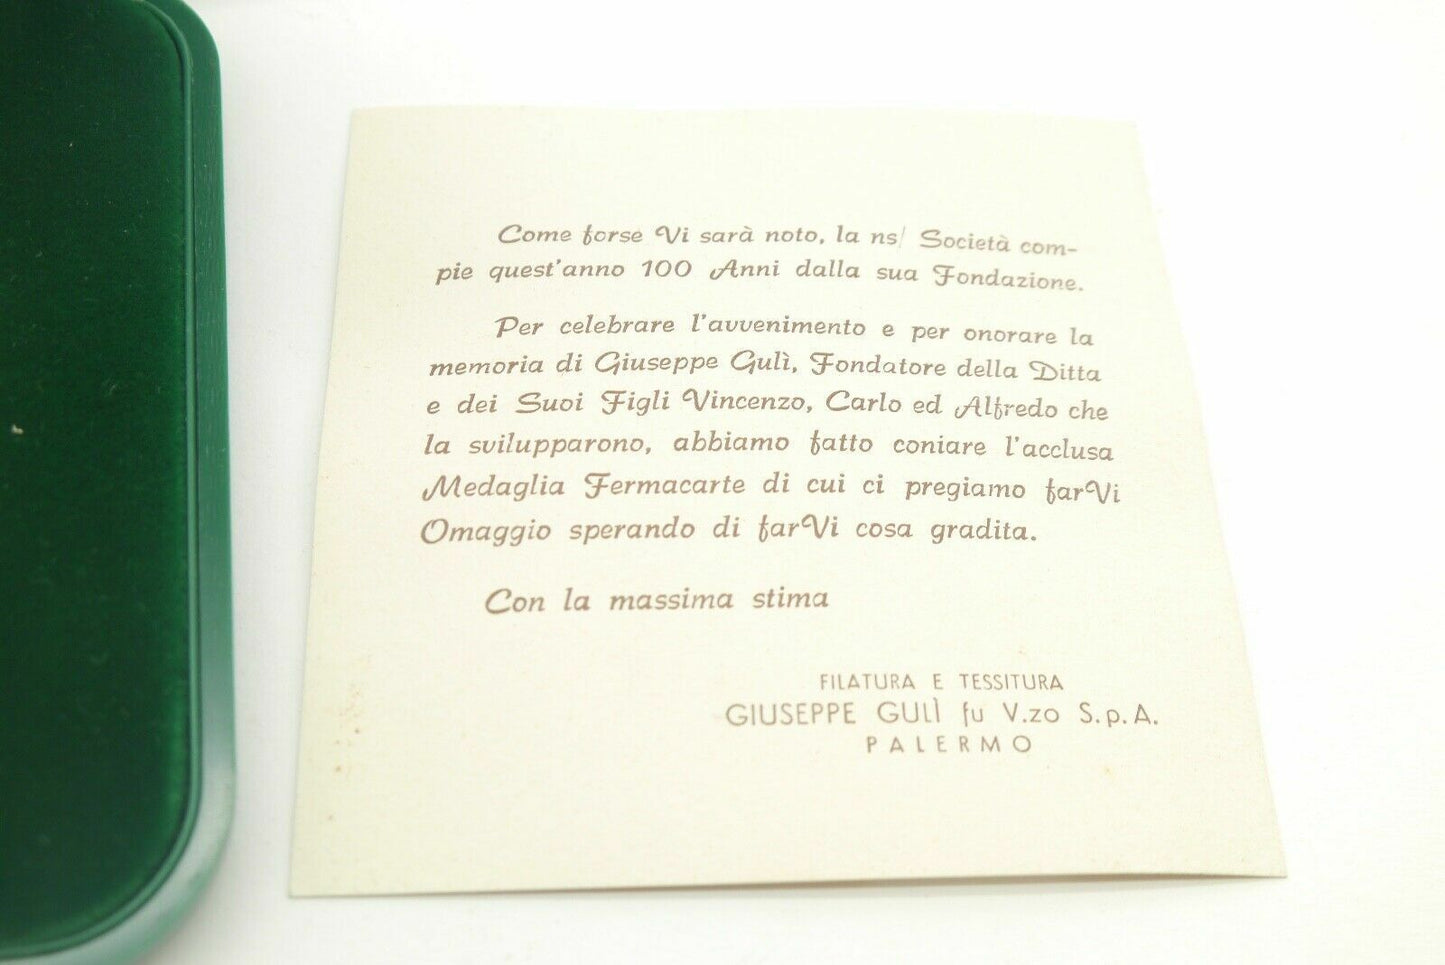 Come forse Vi sarà noto, la ns/ Società com-
pie quest'anno 100 Anni dalla sua Fondazione.
Per celebrare l'avvenimento e per onorare la
memoria di Giuseppe Gulì, Fondatore della Ditta
e dei Suoi Figli Vincenzo, Carlo ed Alfredo che
la svilupparono, abbiamo fatto coniare l'acclusa
Medaglia Fermacarte di cui ci pregiamo farVi
Omaggio sperando di farVi cosa gradita.
Con la massima stima
FILATURA E TESSITURA
GIUSEPPE GULÌ fu V.zo S.p.A.
PALERMO